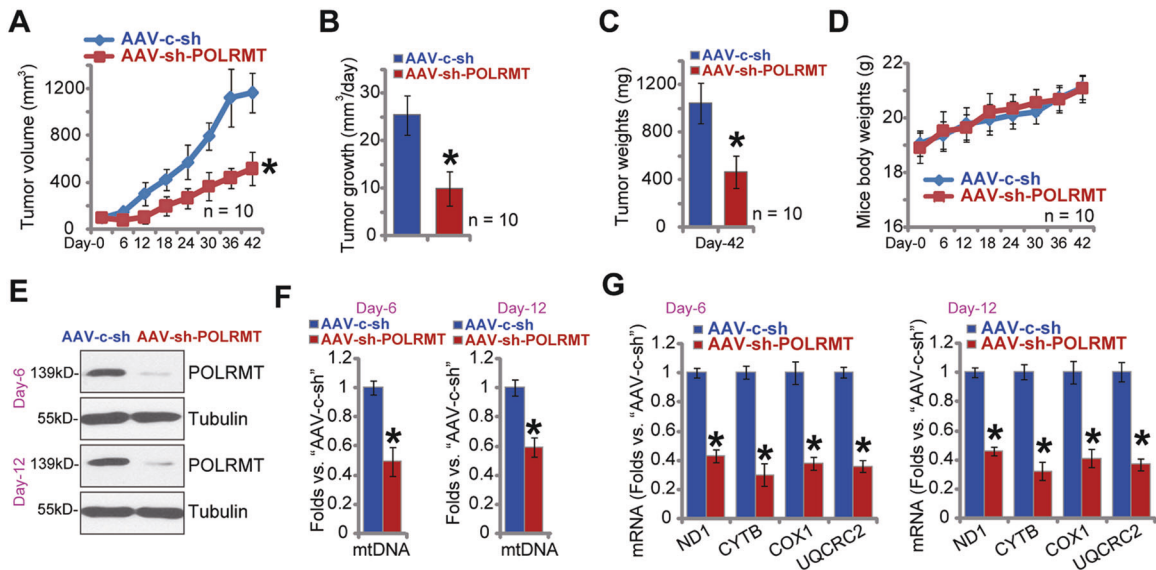 A
AAV-c-sh
AAV-sh-POLRMT
Tumor volume (mm³)
1200
800
400
0
n = 10
Day-0 6 12 18 24 30 36 42
B
AAV-c-sh
AAV-sh-POLRMT
Tumor growth (mm³/day)
30
20
10
0
*
n = 10
C
AAV-c-sh
AAV-sh-POLRMT
Tumor weights (mg)
1200
800
400
0
*
n = 10
Day-42
D
Mice body weights (g)
22
20
18
16
AAV-c-sh
AAV-sh-POLRMT
n = 10
Day-0 6 12 18 24 30 36 42
E
AAV-c-sh AAV-sh-POLRMT
Day-6
139kD- POLRMT
55kD- Tubulin
Day-12
139kD- POLRMT
55kD- Tubulin
F
Day-6
AAV-c-sh
AAV-sh-POLRMT
Folds vs. “AAV-c-sh”
1.2
1
0.8
0.6
0.4
0.2
0
*
mtDNA
Day-12
AAV-c-sh
AAV-sh-POLRMT
Folds vs. “AAV-c-sh”
1.2
1
0.8
0.6
0.4
0.2
0
*
mtDNA
G
Day-6
AAV-c-sh
AAV-sh-POLRMT
mRNA (Folds vs. “AAV-c-sh”)
1.2
1
0.8
0.6
0.4
0.2
0
* * * *
ND1 CYTB COX1 UQCRC2
Day-12
AAV-c-sh
AAV-sh-POLRMT
mRNA (Folds vs. “AAV-c-sh”)
1.2
1
0.8
0.6
0.4
0.2
0
* * * *
ND1 CYTB COX1 UQCRC2